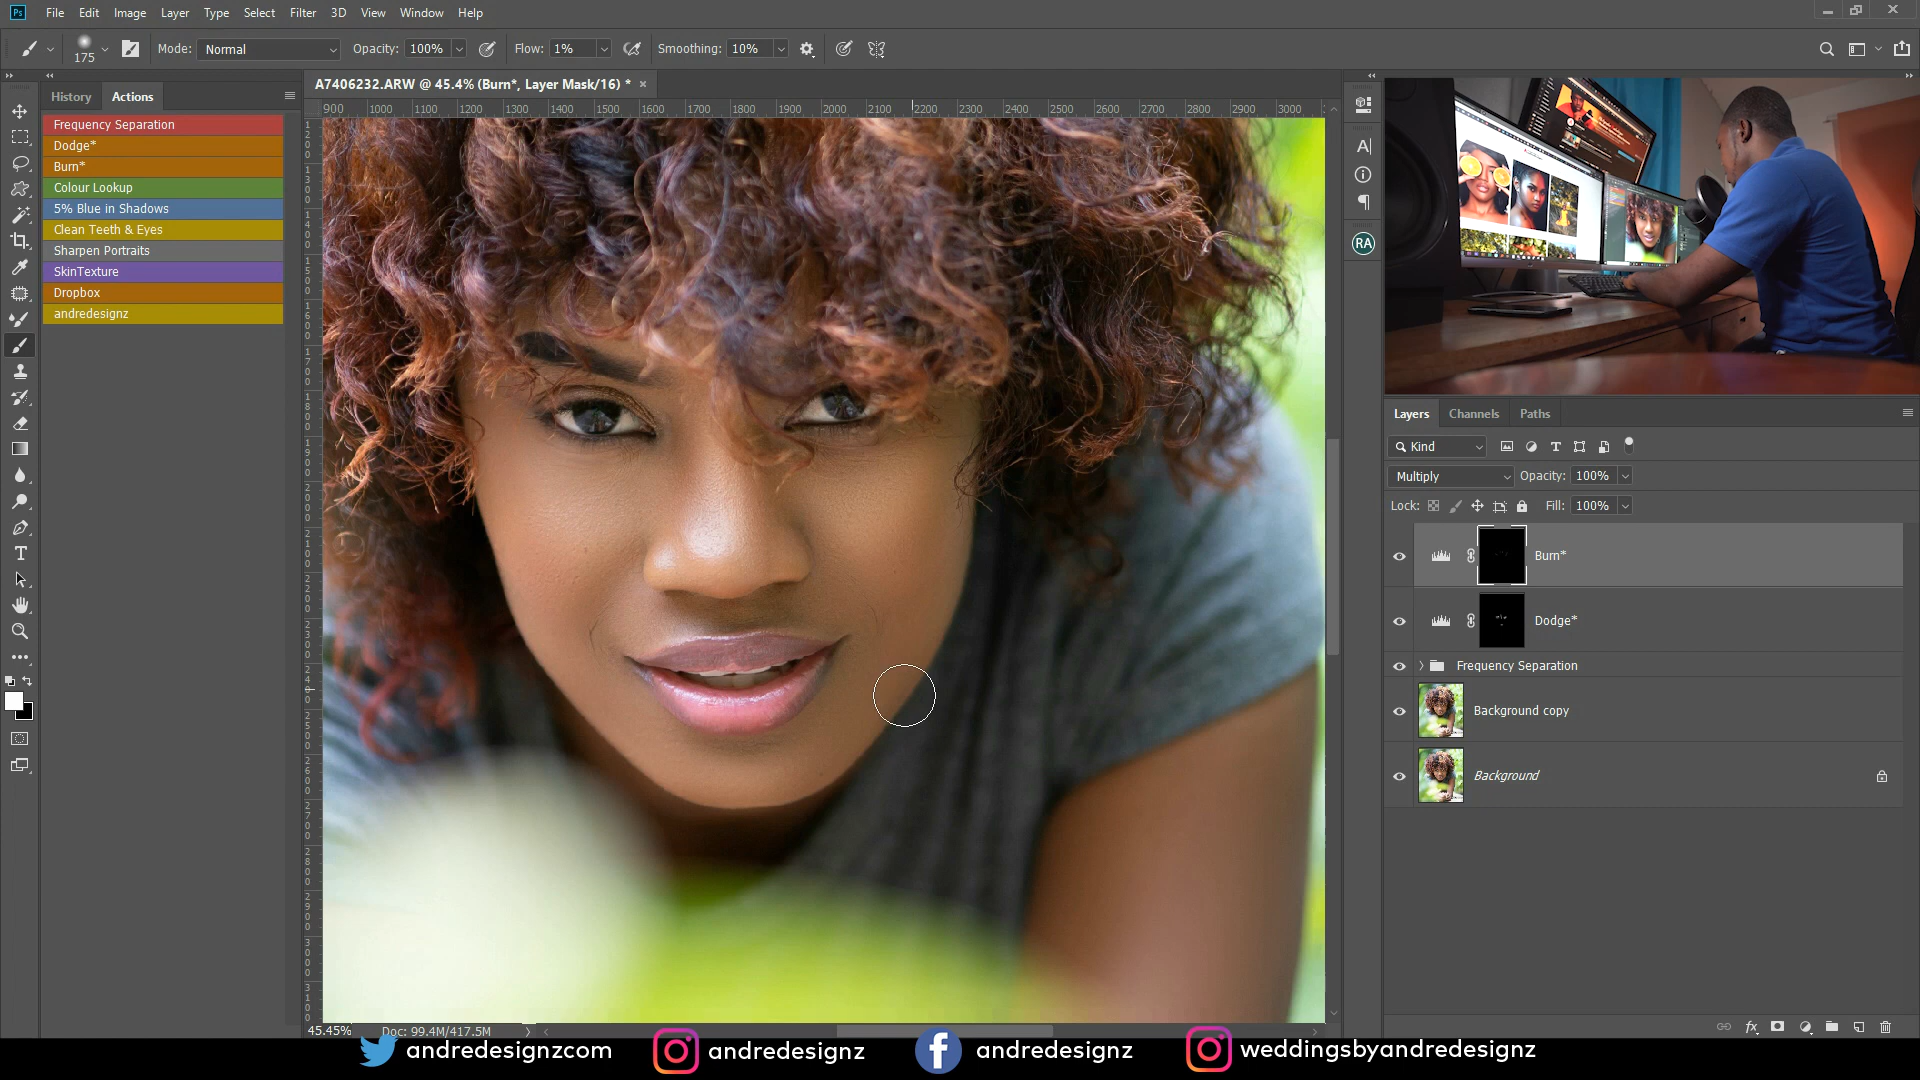 Ps File Edit Image Layer Type Select Filter 3D View Window Help
175 Mode: Normal Opacity: 100% Flow: 1% Smoothing: 10%
History Actions
A7406232.ARW @ 45.4% (Burn*, Layer Mask/16) *
900 1000 1100 1200 1300 1400 1500 1600 1700 1800 1900 2000 2100 2200 2300 2400 2500 2600 2700 2800 2900 3000
Frequency Separation
Dodge*
Burn*
Colour Lookup
5% Blue in Shadows
Clean Teeth & Eyes
Sharpen Portraits
SkinTexture
Dropbox
andredesignz
RA
Layers Channels Paths
Kind
Multiply Opacity: 100%
Lock: Fill: 100%
Burn*
Dodge*
Frequency Separation
Background copy
Background
45.45% Doc: 99.4M/417.5M
andredesignzcom andredesignz andredesignz weddingsbyandredesignz